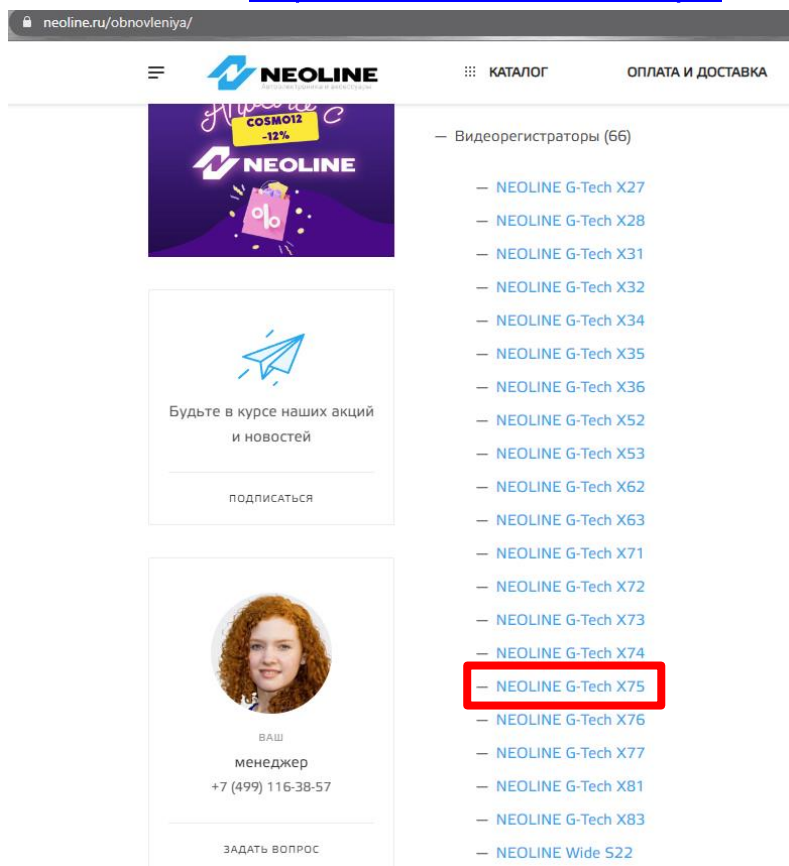 neoline.ru/obnovleniya/
NEOLINE
КАТАЛОГ
ОПЛАТА И ДОСТАВКА
COSMO12
-12%
NEOLINE
%
Будьте в курсе наших акций
и новостей
ПОДПИСАТЬСЯ
ВАШ
менеджер
+7 (499) 116-38-57
ЗАДАТЬ ВОПРОС
— Видеорегистраторы (66)
— NEOLINE G-Tech X27
— NEOLINE G-Tech X28
— NEOLINE G-Tech X31
— NEOLINE G-Tech X32
— NEOLINE G-Tech X34
— NEOLINE G-Tech X35
— NEOLINE G-Tech X36
— NEOLINE G-Tech X52
— NEOLINE G-Tech X53
— NEOLINE G-Tech X62
— NEOLINE G-Tech X63
— NEOLINE G-Tech X71
— NEOLINE G-Tech X72
— NEOLINE G-Tech X73
— NEOLINE G-Tech X74
— NEOLINE G-Tech X75
— NEOLINE G-Tech X76
— NEOLINE G-Tech X77
— NEOLINE G-Tech X81
— NEOLINE G-Tech X83
— NEOLINE Wide S22